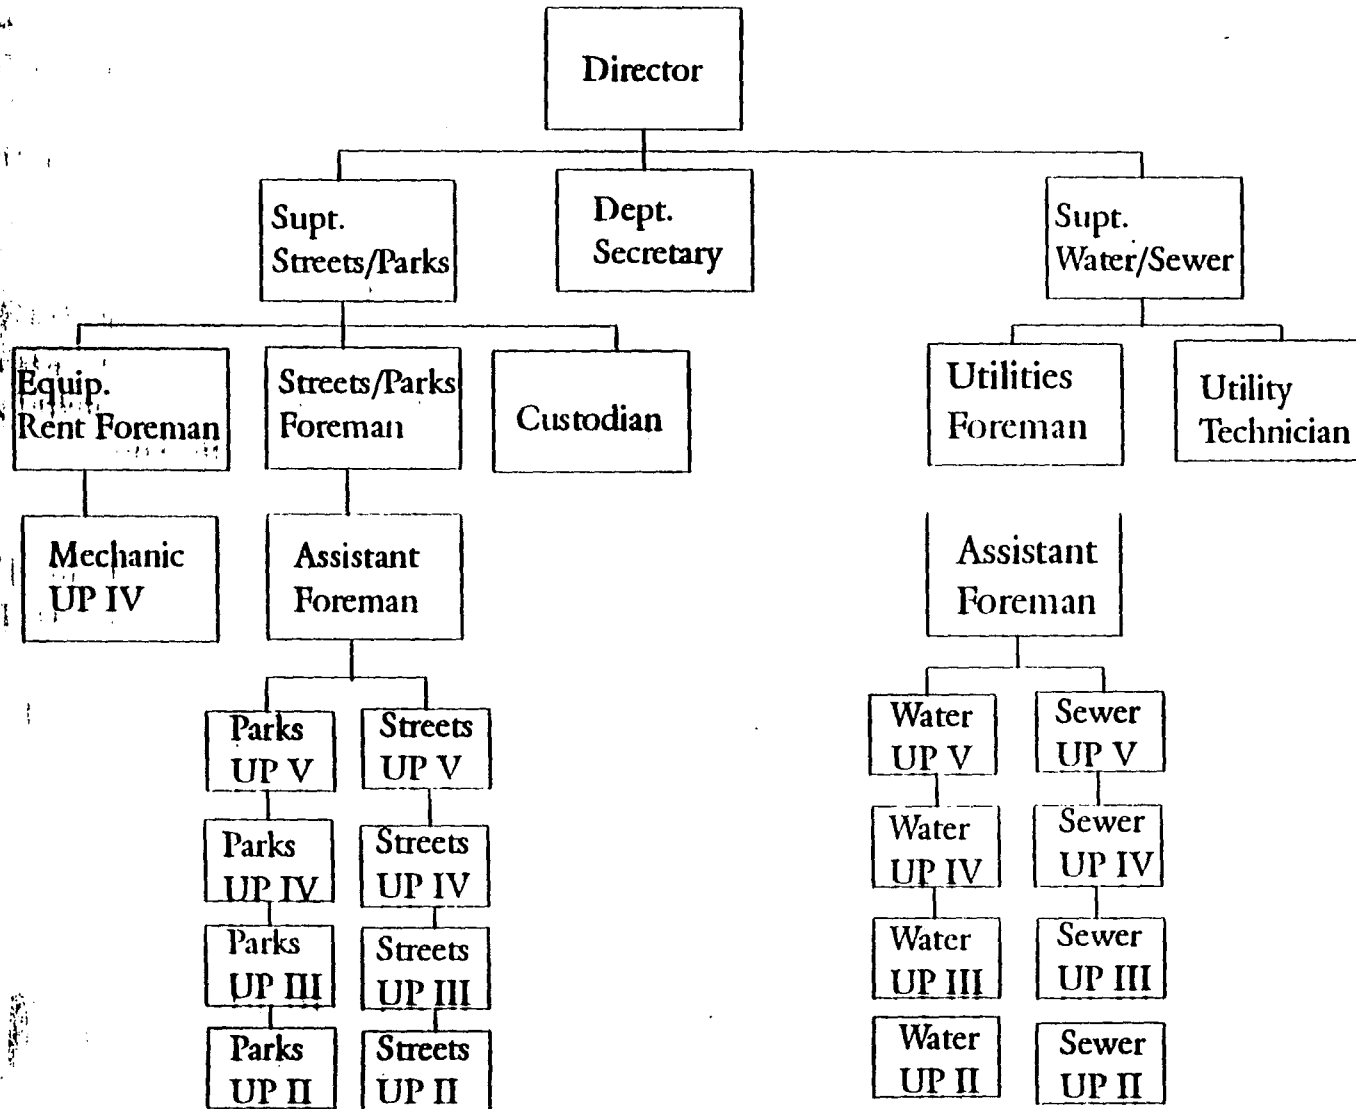 Director
Supt.
Streets/Parks
Dept.
Secretary
Supt.
Water/Sewer
Equip.
Rent Foreman
Streets/Parks
Foreman
Custodian
Utilities
Foreman
Utility
Technician
Mechanic
UP IV
Assistant
Foreman
Assistant
Foreman
Parks
UP V
Streets
UP V
Water
UP V
Sewer
UP V
Parks
UP IV
Streets
UP IV
Water
UP IV
Sewer
UP IV
Parks
UP III
Streets
UP III
Water
UP III
Sewer
UP III
Parks
UP II
Streets
UP II
Water
UP II
Sewer
UP II